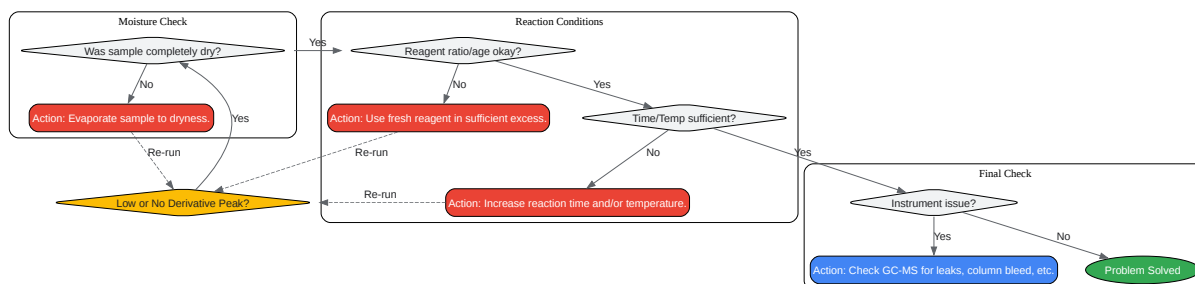 Moisture Check
Was sample completely dry?
Yes
No
Action: Evaporate sample to dryness.
Re-run
Yes
Low or No Derivative Peak?
Reaction Conditions
Reagent ratio/age okay?
No
Yes
Action: Use fresh reagent in sufficient excess.
Time/Temp sufficient?
Re-run
No
Yes
Re-run
Action: Increase reaction time and/or temperature.
Final Check
Instrument issue?
Yes
No
Action: Check GC-MS for leaks, column bleed, etc.
Problem Solved